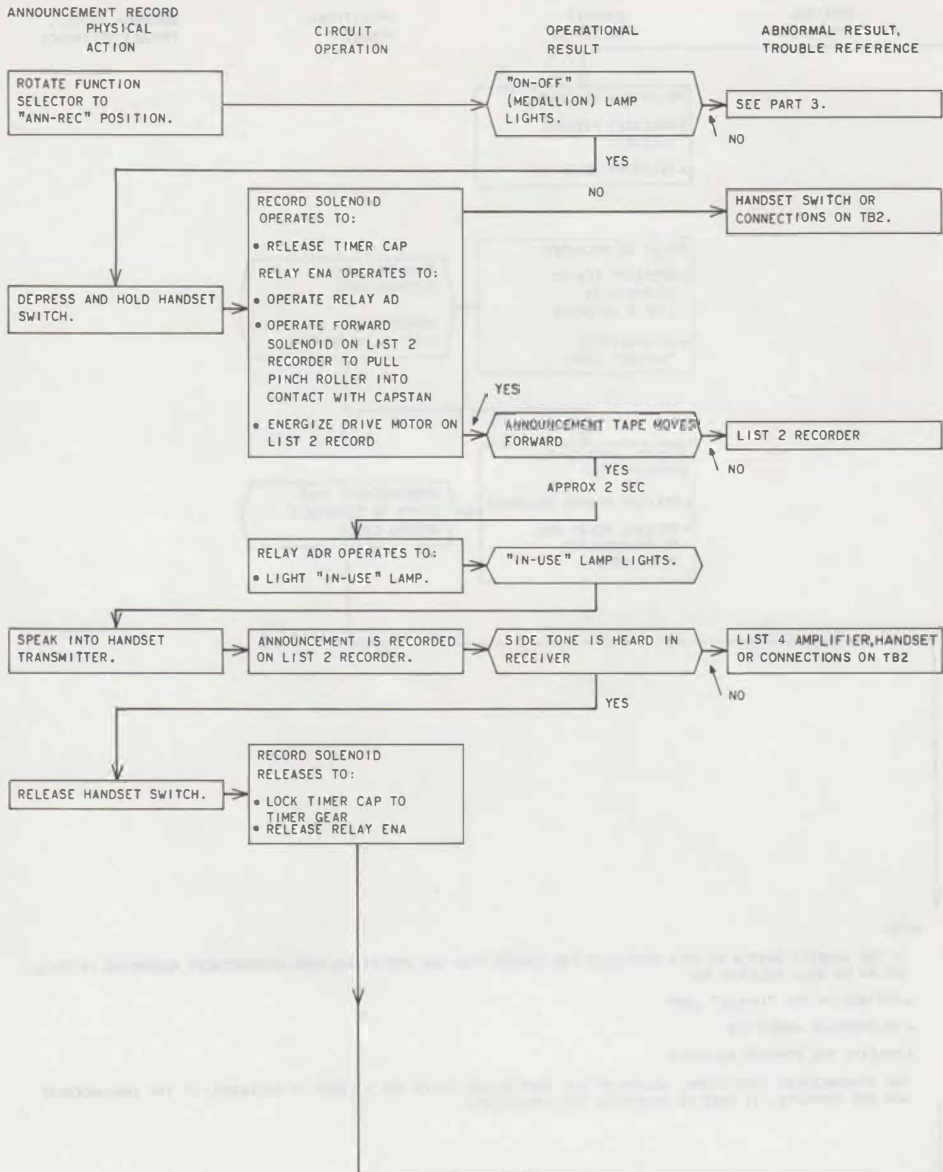 ANNOUNCEMENT RECORD
PHYSICAL
ACTION
CIRCUIT
OPERATION
OPERATIONAL
RESULT
ABNORMAL RESULT,
TROUBLE REFERENCE
ROTATE FUNCTION
SELECTOR TO
"ANN-REC" POSITION.
"ON-OFF"
(MEDALLION) LAMP
LIGHTS.
SEE PART 3.
NO
YES
RECORD SOLENOID
OPERATES TO:
• RELEASE TIMER CAP
RELAY ENA OPERATES TO:
• OPERATE RELAY AD
• OPERATE FORWARD
SOLENOID ON LIST 2
RECORDER TO PULL
PINCH ROLLER INTO
CONTACT WITH CAPSTAN
• ENERGIZE DRIVE MOTOR ON
LIST 2 RECORD
NO
HANDSET SWITCH OR
CONNECTIONS ON TB2.
DEPRESS AND HOLD HANDSET
SWITCH.
YES
ANNOUNCEMENT TAPE MOVES
FORWARD
LIST 2 RECORDER
NO
YES
APPROX 2 SEC
RELAY ADR OPERATES TO:
• LIGHT "IN-USE" LAMP.
"IN-USE" LAMP LIGHTS.
SPEAK INTO HANDSET
TRANSMITTER.
ANNOUNCEMENT IS RECORDED
ON LIST 2 RECORDER.
SIDE TONE IS HEARD IN
RECEIVER
LIST 4 AMPLIFIER, HANDSET
OR CONNECTIONS ON TB2
NO
YES
RELEASE HANDSET SWITCH.
RECORD SOLENOID
RELEASES TO:
• LOCK TIMER CAP TO
TIMER GEAR
• RELEASE RELAY ENA